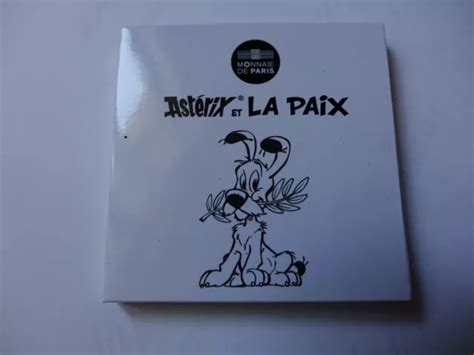 MONNAIE
DE PARIS
Astérix® ET LA PAIX